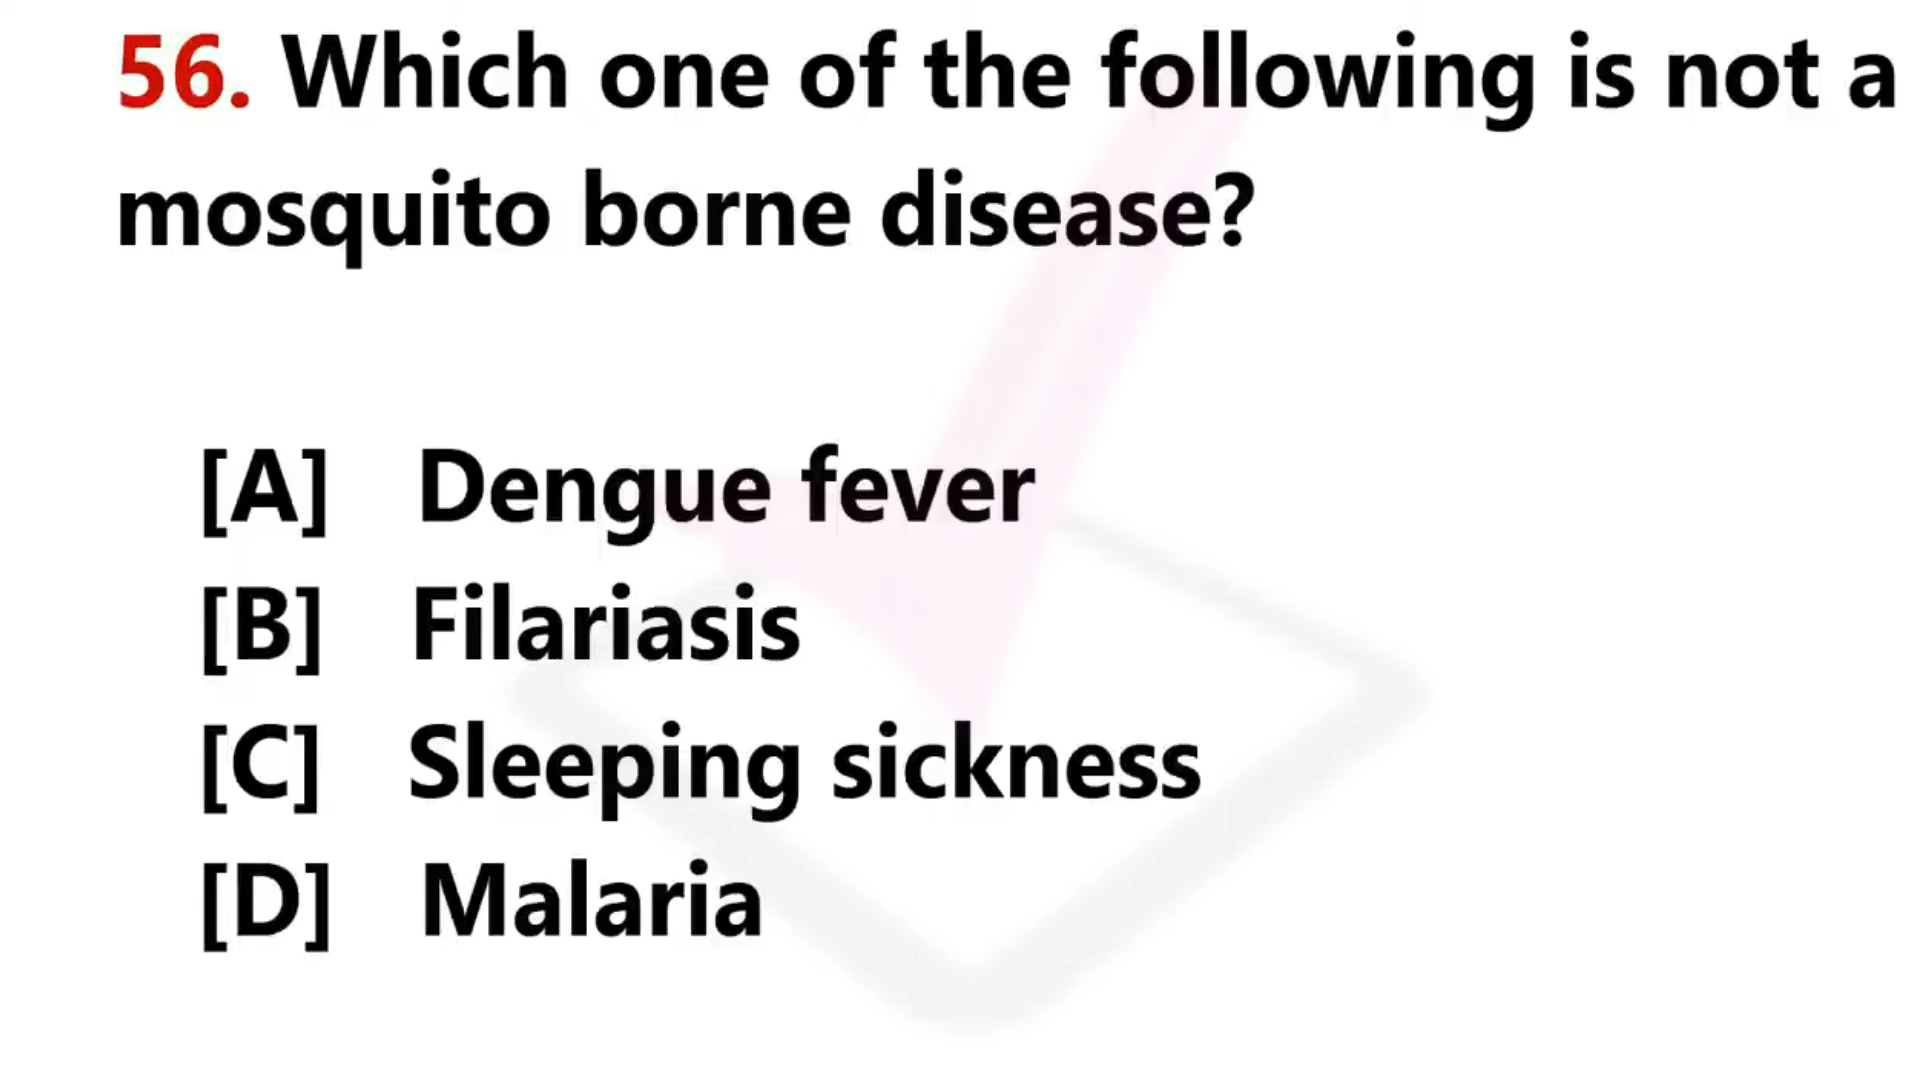 56. Which one of the following is not a
mosquito borne disease?
[A] Dengue fever
[B] Filariasis
[C] Sleeping sickness
[D] Malaria